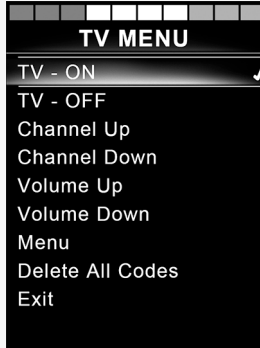 TV MENU
TV - ON
TV - OFF
Channel Up
Channel Down
Volume Up
Volume Down
Menu
Delete All Codes
Exit